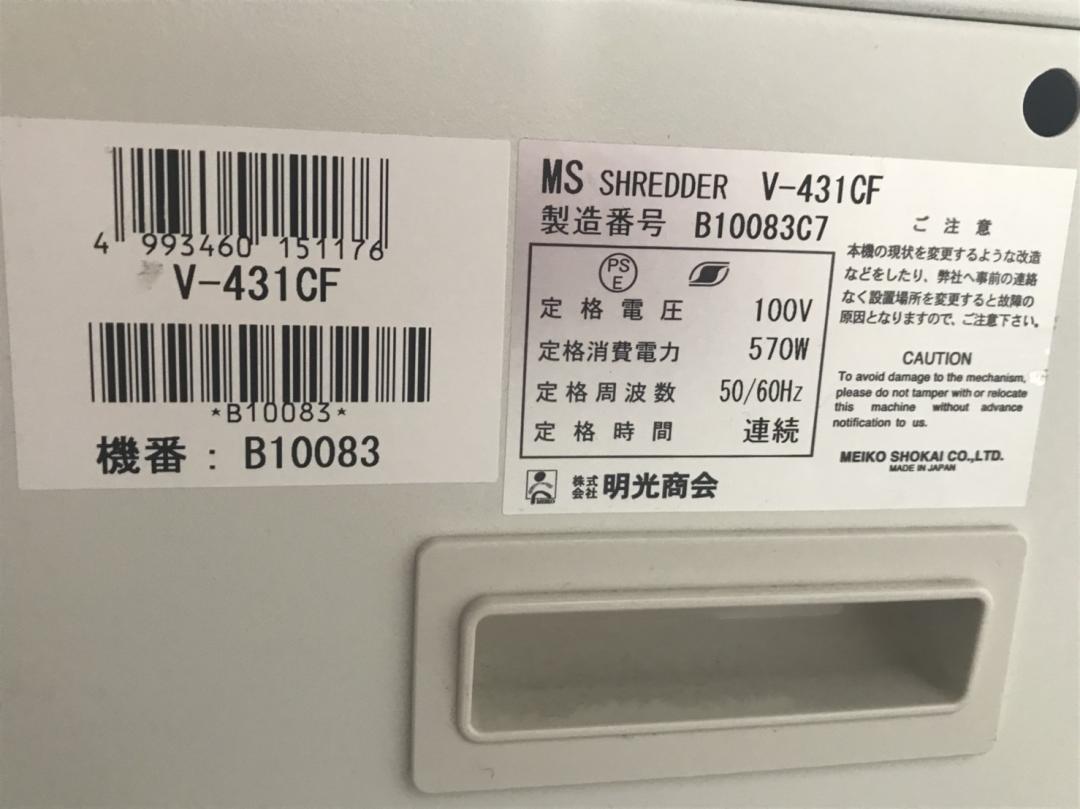 4 993460 151176
V-431CF
*B10083*
機番：B10083
MS SHREDDER V-431CF
製造番号 B10083C7
PS
E
定格電圧 100V
定格消費電力 570W
定格周波数 50/60Hz
定格時間 連続
MEIKO
株式会社 明光商会
ご注意
本機の現状を変更するような改造
などをしたり、弊社へ事前の連絡
なく設置場所を変更すると故障の
原因となりますので、ご注意下さい。
CAUTION
To avoid damage to the mechanism,
please do not tamper with or relocate
this machine without advance
notification to us.
MEIKO SHOKAI CO.,LTD.
MADE IN JAPAN